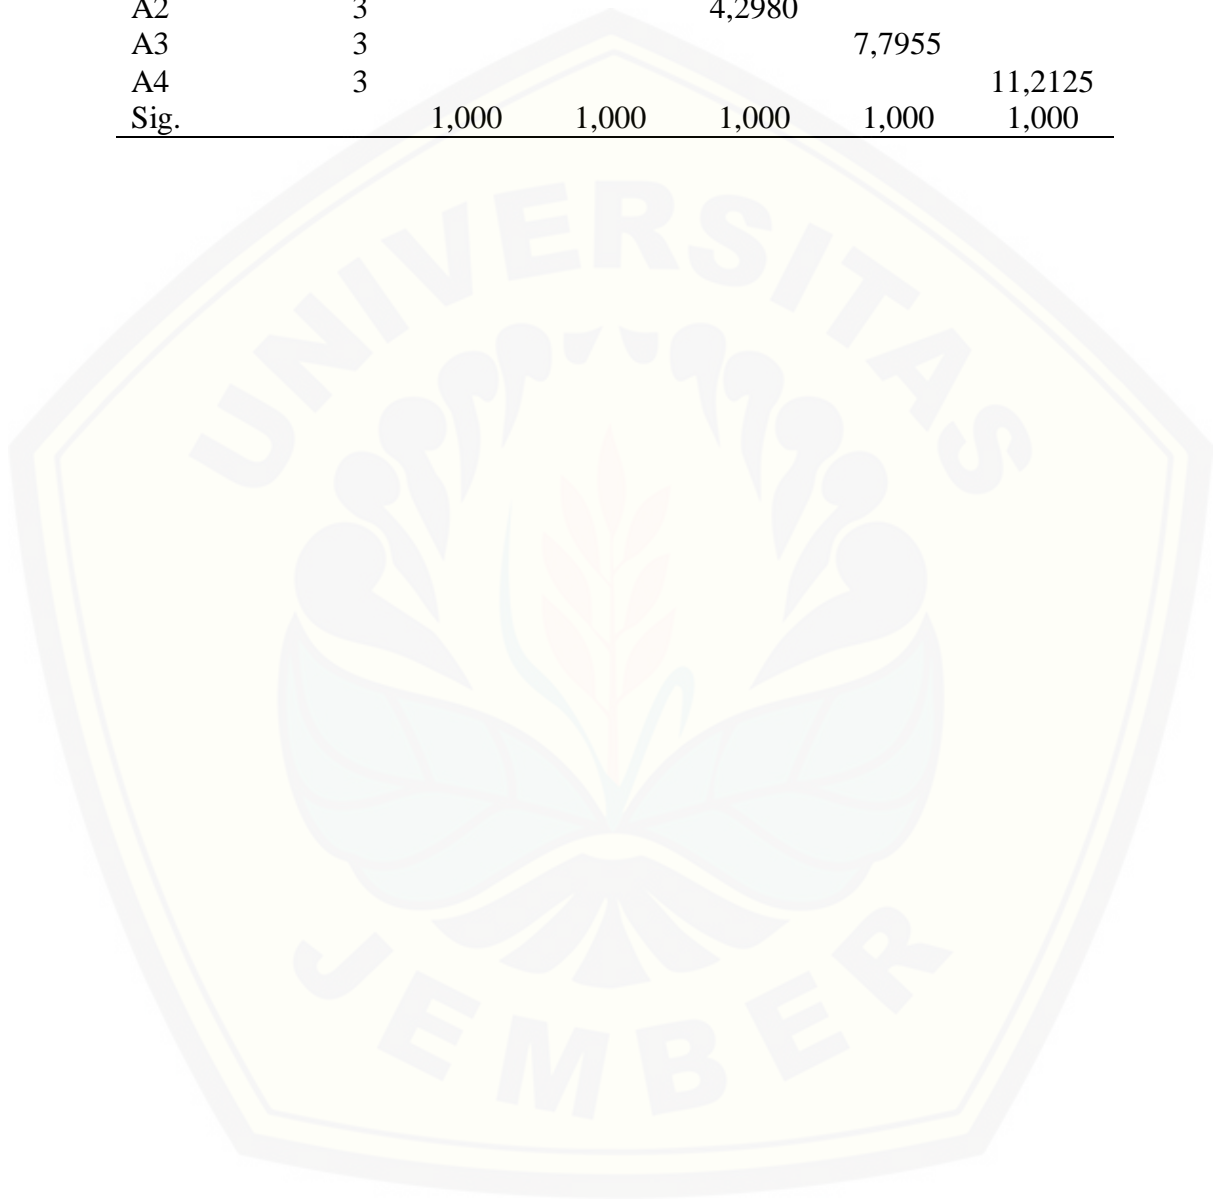 A2 3 4,2980
A3 3 7,7955
A4 3 11,2125
Sig. 1,000 1,000 1,000 1,000 1,000
UNIVERSITAS
JEMBER